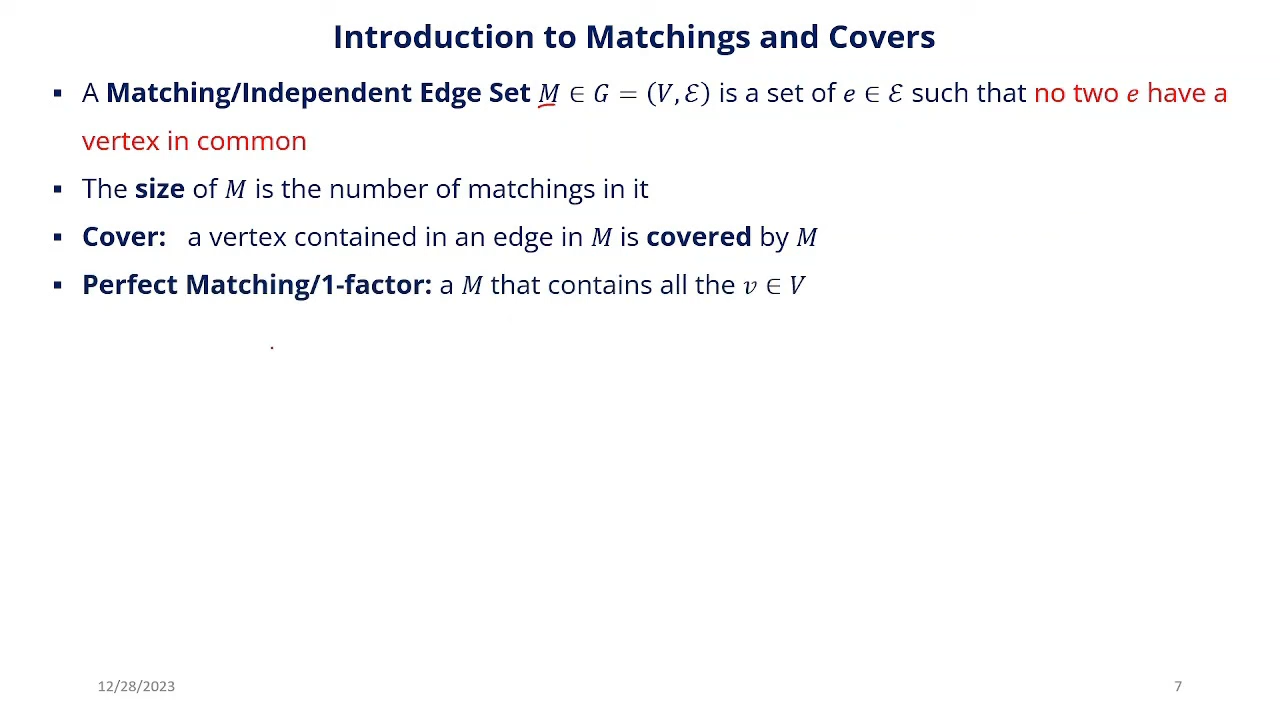 Introduction to Matchings and Covers
▪ A Matching/Independent Edge Set M ∈ G = (V, ℰ) is a set of e ∈ ℰ such that no two e have a
vertex in common
▪ The size of M is the number of matchings in it
▪ Cover: a vertex contained in an edge in M is covered by M
▪ Perfect Matching/1-factor: a M that contains all the v ∈ V
12/28/2023
7